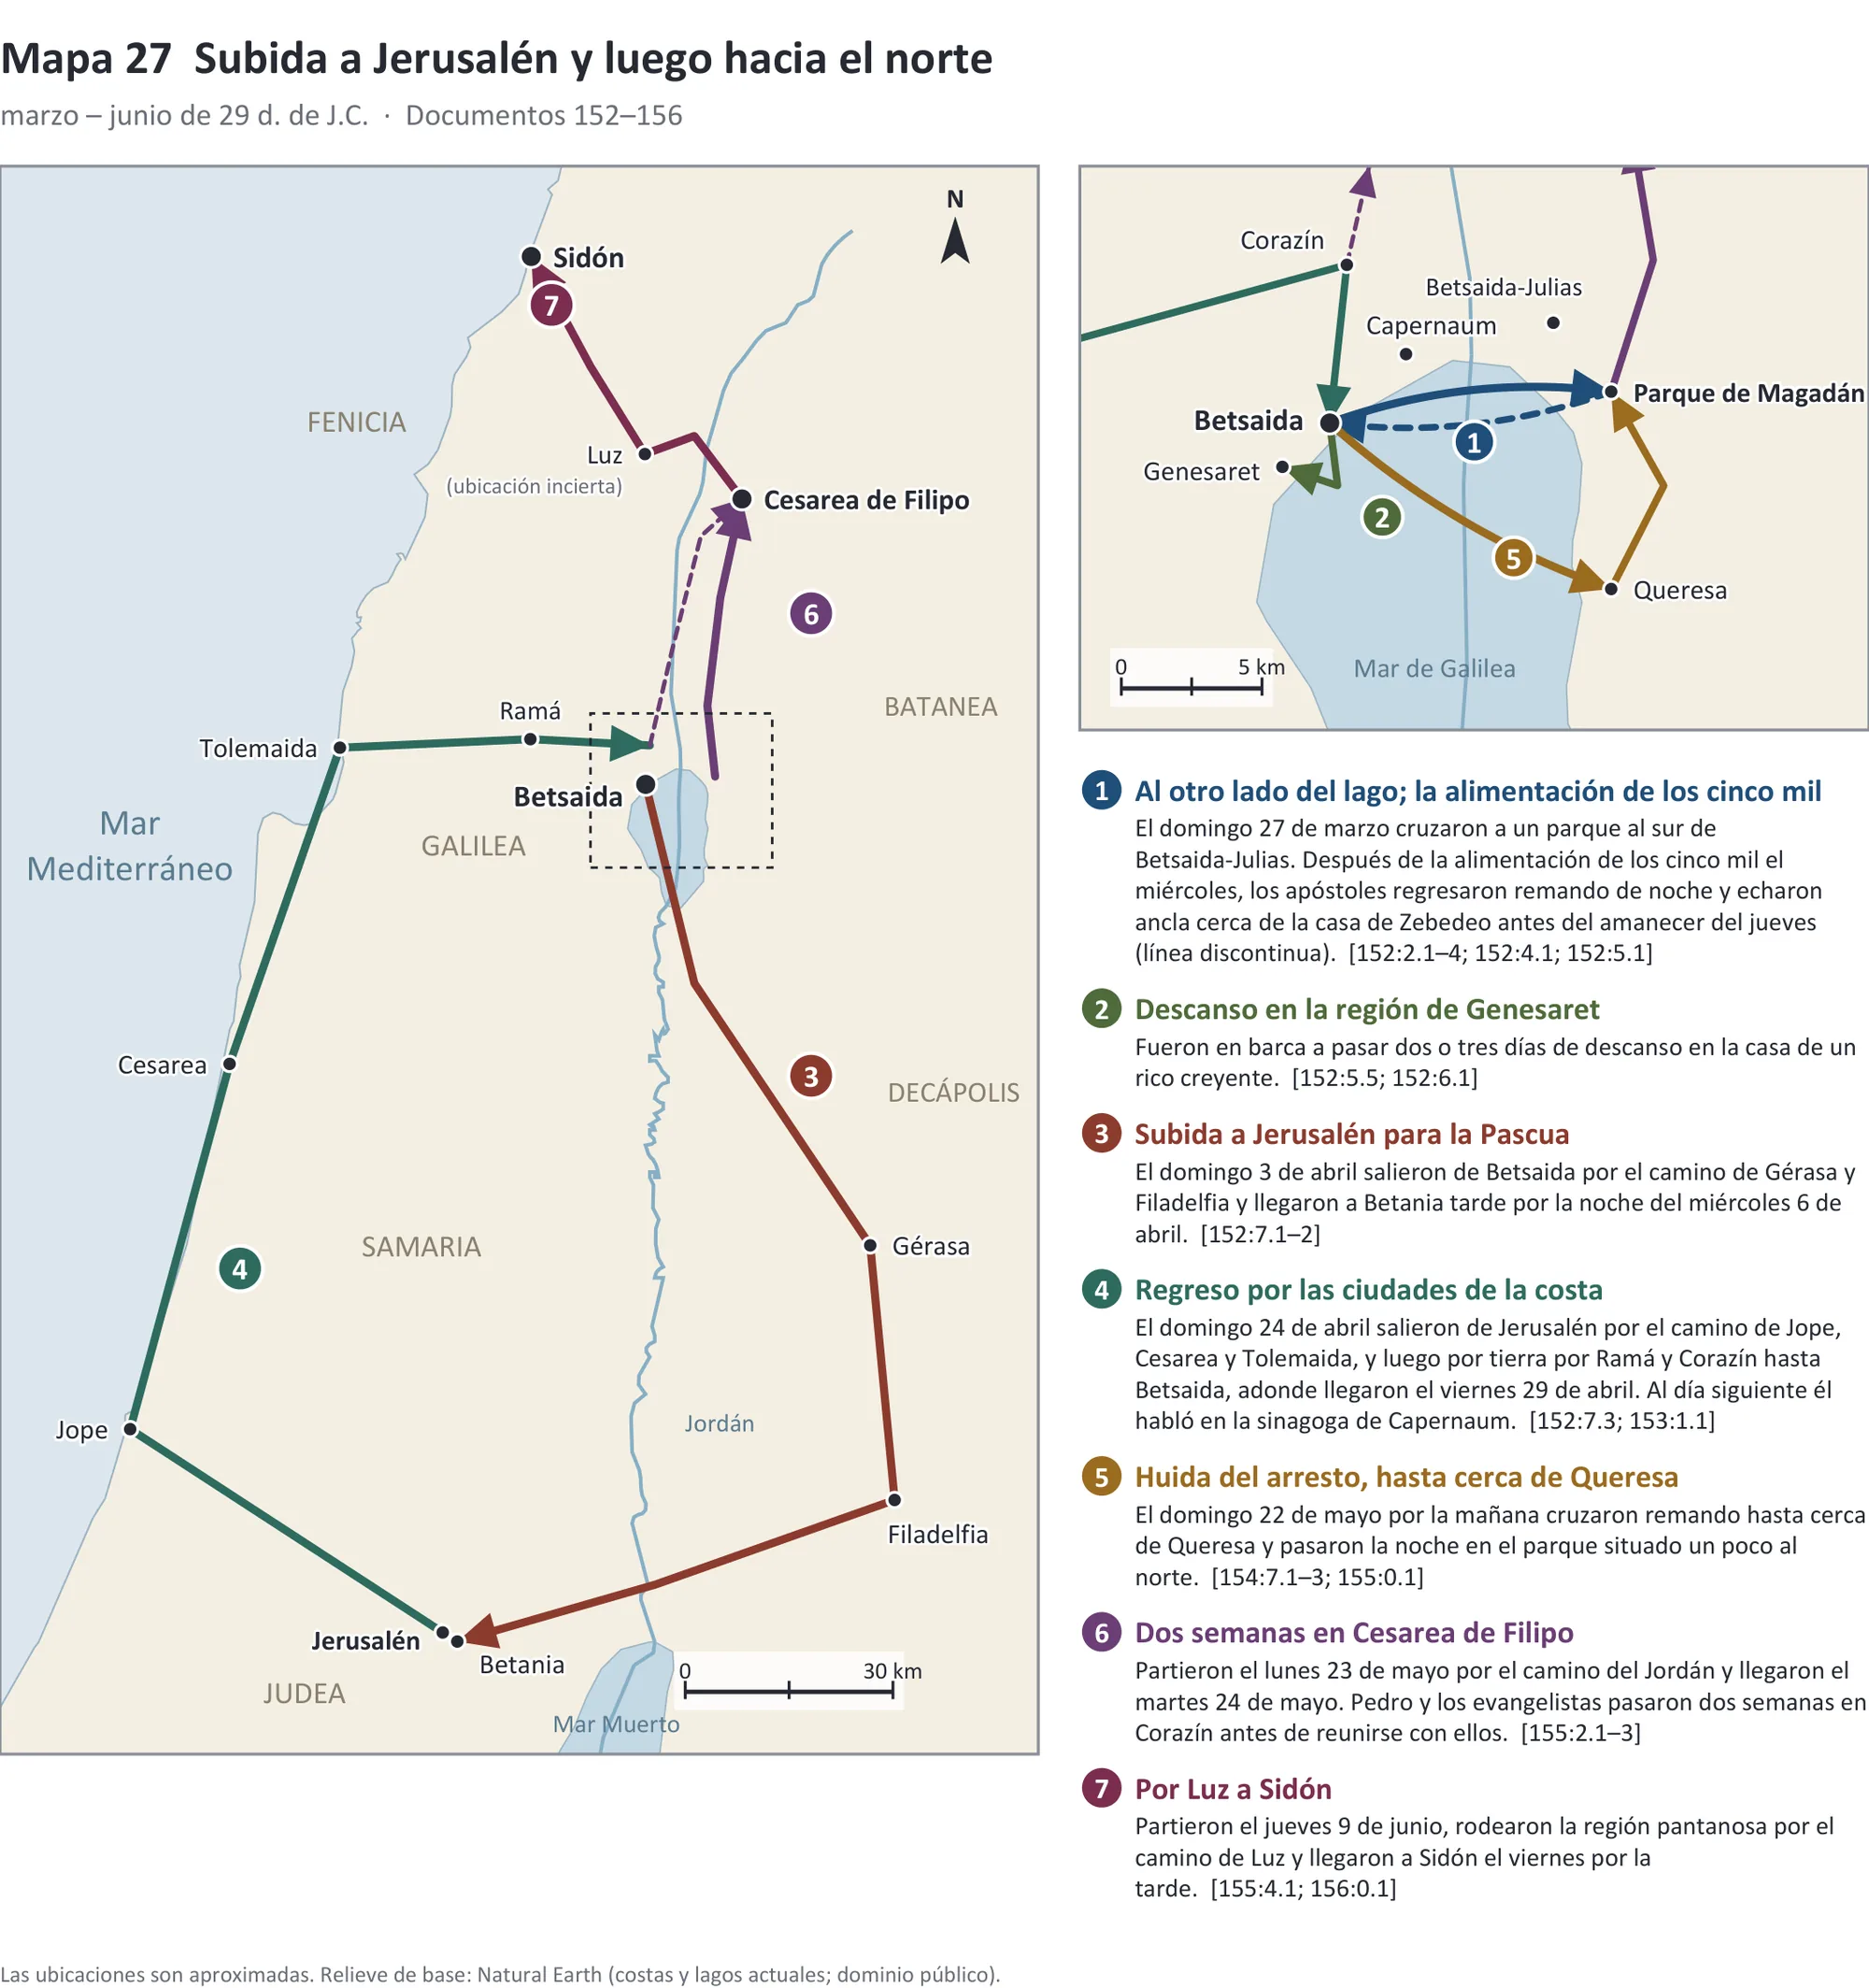 Mapa 27  Subida a Jerusalén y luego hacia el norte
marzo – junio de 29 d. de J.C.  ·  Documentos 152–156
N
Sidón
7
FENICIA
Luz
(ubicación incierta)
Cesarea de Filipo
6
BATANEA
Ramá
Tolemaida
Betsaida
Mar
Mediterráneo
GALILEA
Cesarea
3
DECÁPOLIS
Gérasa
SAMARIA
4
Jordán
Jope
Filadelfia
Jerusalén
Betania
JUDEA
0 30 km
Mar Muerto
Corazín
Betsaida-Julias
Capernaum
Parque de Magadán
Betsaida
1
Genesaret
2
5
Queresa
0 5 km
Mar de Galilea
1 Al otro lado del lago; la alimentación de los cinco mil
El domingo 27 de marzo cruzaron a un parque al sur de
Betsaida-Julias. Después de la alimentación de los cinco mil el
miércoles, los apóstoles regresaron remando de noche y echaron
ancla cerca de la casa de Zebedeo antes del amanecer del jueves
(línea discontinua).  [152:2.1–4; 152:4.1; 152:5.1]
2 Descanso en la región de Genesaret
Fueron en barca a pasar dos o tres días de descanso en la casa de un
rico creyente.  [152:5.5; 152:6.1]
3 Subida a Jerusalén para la Pascua
El domingo 3 de abril salieron de Betsaida por el camino de Gérasa y
Filadelfia y llegaron a Betania tarde por la noche del miércoles 6 de
abril.  [152:7.1–2]
4 Regreso por las ciudades de la costa
El domingo 24 de abril salieron de Jerusalén por el camino de Jope,
Cesarea y Tolemaida, y luego por tierra por Ramá y Corazín hasta
Betsaida, adonde llegaron el viernes 29 de abril. Al día siguiente él
habló en la sinagoga de Capernaum.  [152:7.3; 153:1.1]
5 Huida del arresto, hasta cerca de Queresa
El domingo 22 de mayo por la mañana cruzaron remando hasta cerca
de Queresa y pasaron la noche en el parque situado un poco al
norte.  [154:7.1–3; 155:0.1]
6 Dos semanas en Cesarea de Filipo
Partieron el lunes 23 de mayo por el camino del Jordán y llegaron el
martes 24 de mayo. Pedro y los evangelistas pasaron dos semanas en
Corazín antes de reunirse con ellos.  [155:2.1–3]
7 Por Luz a Sidón
Partieron el jueves 9 de junio, rodearon la región pantanosa por el
camino de Luz y llegaron a Sidón el viernes por la
tarde.  [155:4.1; 156:0.1]
Las ubicaciones son aproximadas. Relieve de base: Natural Earth (costas y lagos actuales; dominio público).